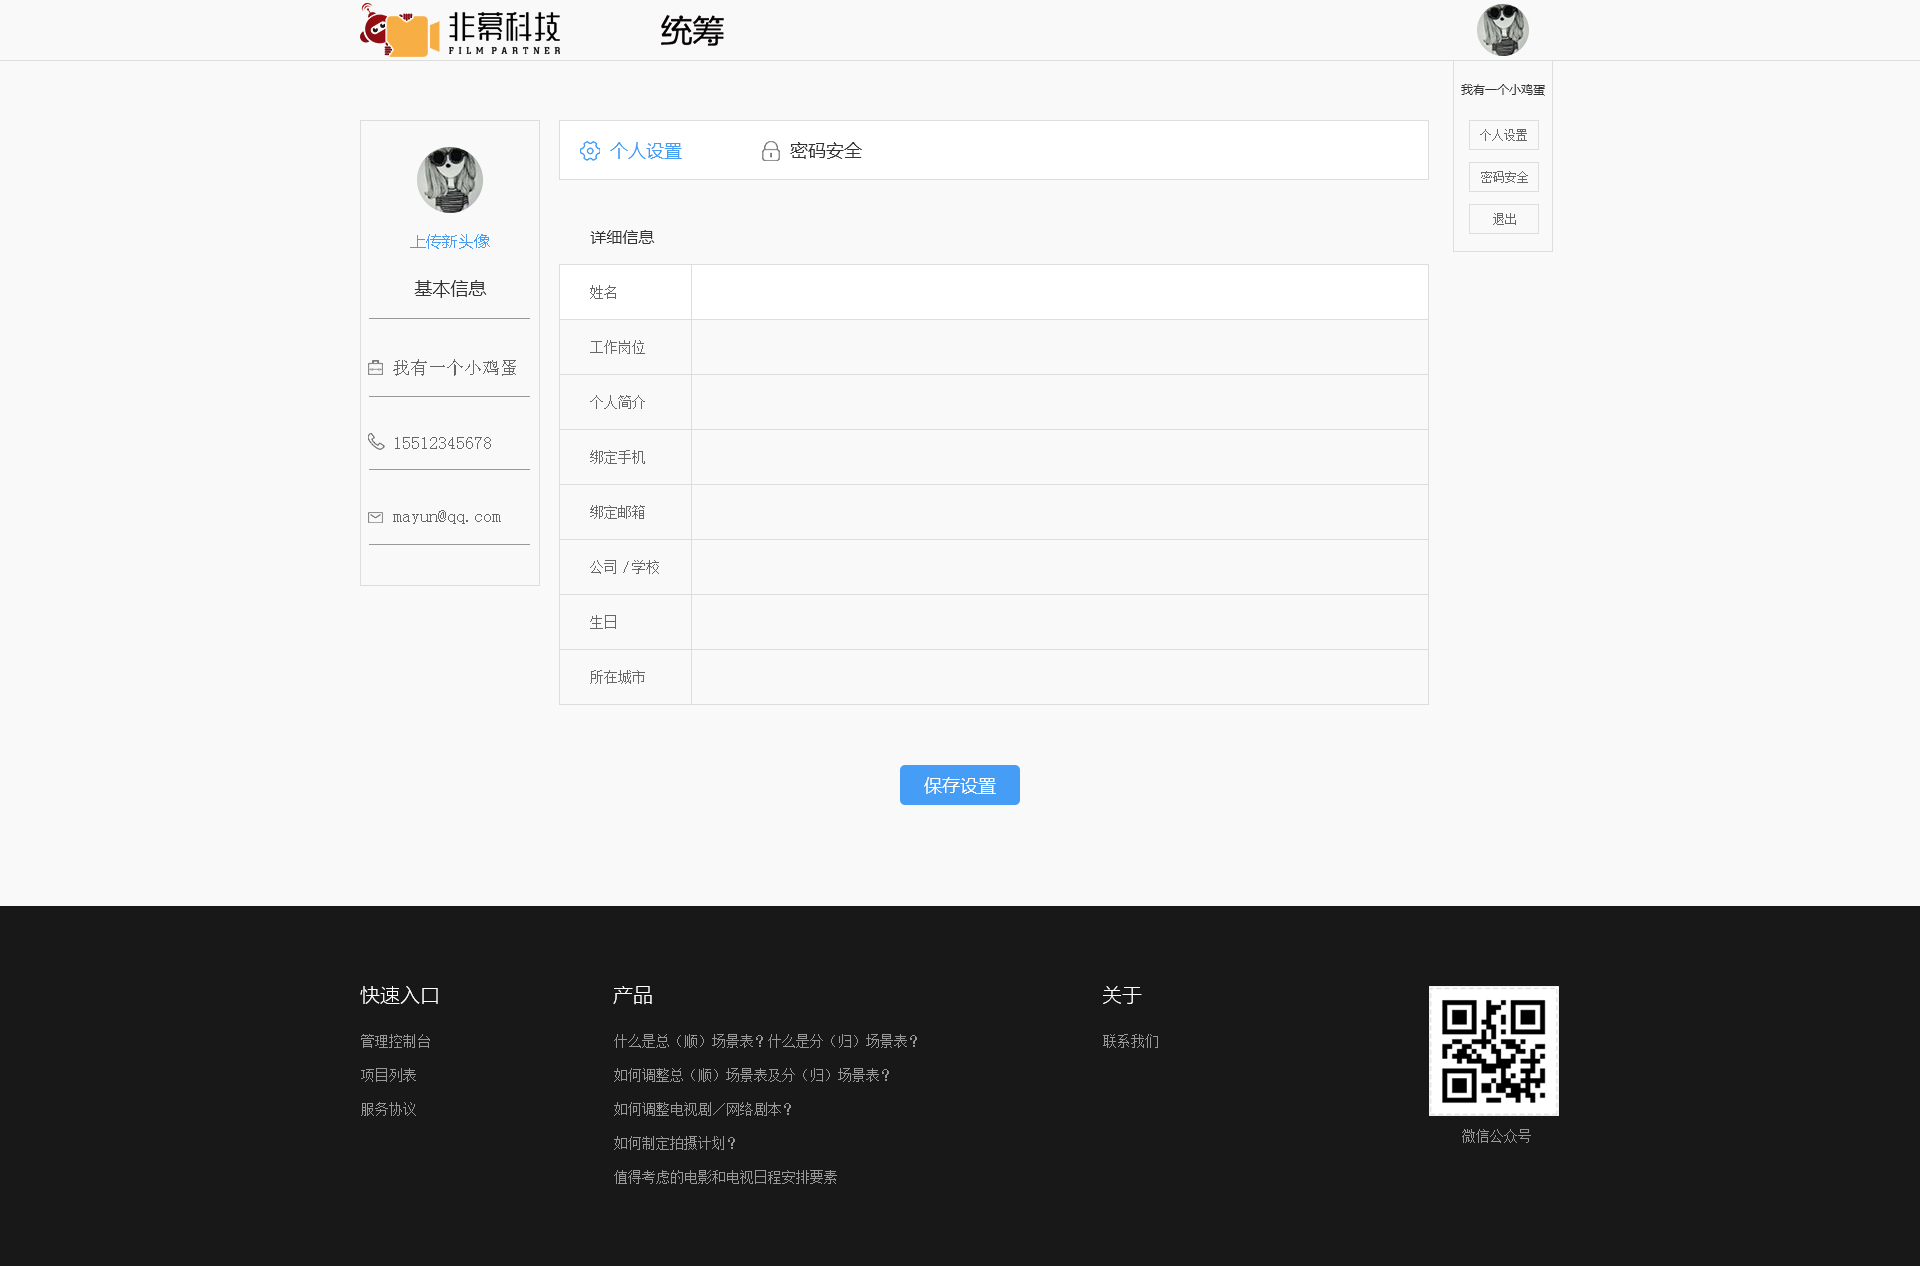 非幕科技
FILM PARTNER
统筹
我有一个小鸡蛋
个人设置
密码安全
退出
上传新头像
基本信息
我有一个小鸡蛋
15512345678
mayun@qq.com
个人设置
密码安全
详细信息
姓名
工作岗位
个人简介
绑定手机
绑定邮箱
公司 / 学校
生日
所在城市
保存设置
快速入口
管理控制台
项目列表
服务协议
产品
什么是总（顺）场景表？什么是分（归）场景表？
如何调整总（顺）场景表及分（归）场景表？
如何调整电视剧／网络剧本？
如何制定拍摄计划？
值得考虑的电影和电视日程安排要素
关于
联系我们
微信公众号